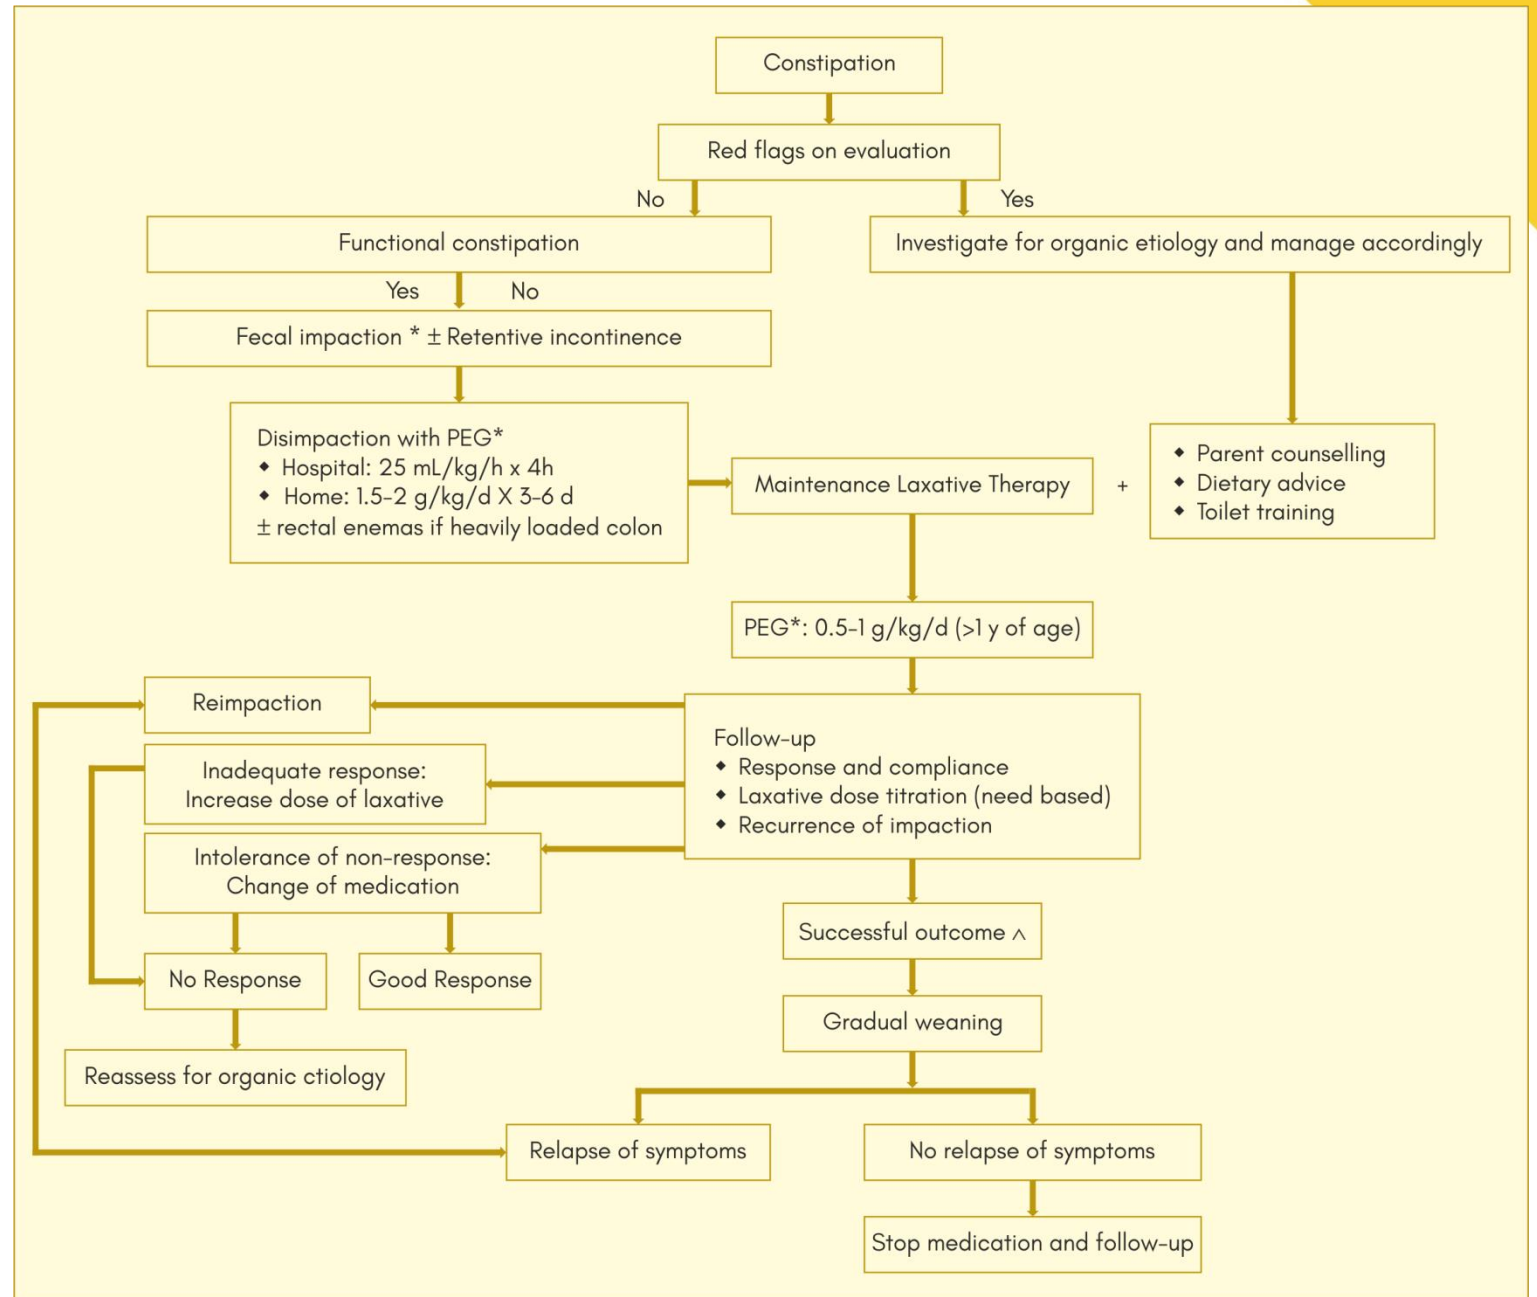 Constipation
Red flags on evaluation
No
Yes
Functional constipation
Investigate for organic etiology and manage accordingly
Yes
No
Fecal impaction * ± Retentive incontinence
Disimpaction with PEG*
◆ Hospital: 25 mL/kg/h x 4h
◆ Home: 1.5-2 g/kg/d X 3-6 d
± rectal enemas if heavily loaded colon
Maintenance Laxative Therapy
+
◆ Parent counselling
◆ Dietary advice
◆ Toilet training
PEG*: 0.5-1 g/kg/d (>1 y of age)
Reimpaction
Follow-up
◆ Response and compliance
◆ Laxative dose titration (need based)
◆ Recurrence of impaction
Inadequate response:
Increase dose of laxative
Intolerance of non-response:
Change of medication
Successful outcome ^
No Response
Good Response
Gradual weaning
Reassess for organic ctiology
Relapse of symptoms
No relapse of symptoms
Stop medication and follow-up